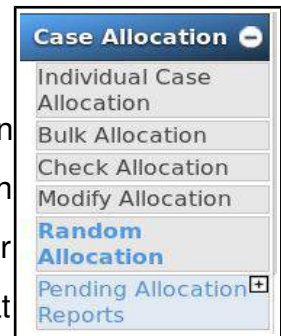 Case Allocation
Individual Case
Allocation
Bulk Allocation
Check Allocation
Modify Allocation
Random
Allocation
Pending Allocation
Reports